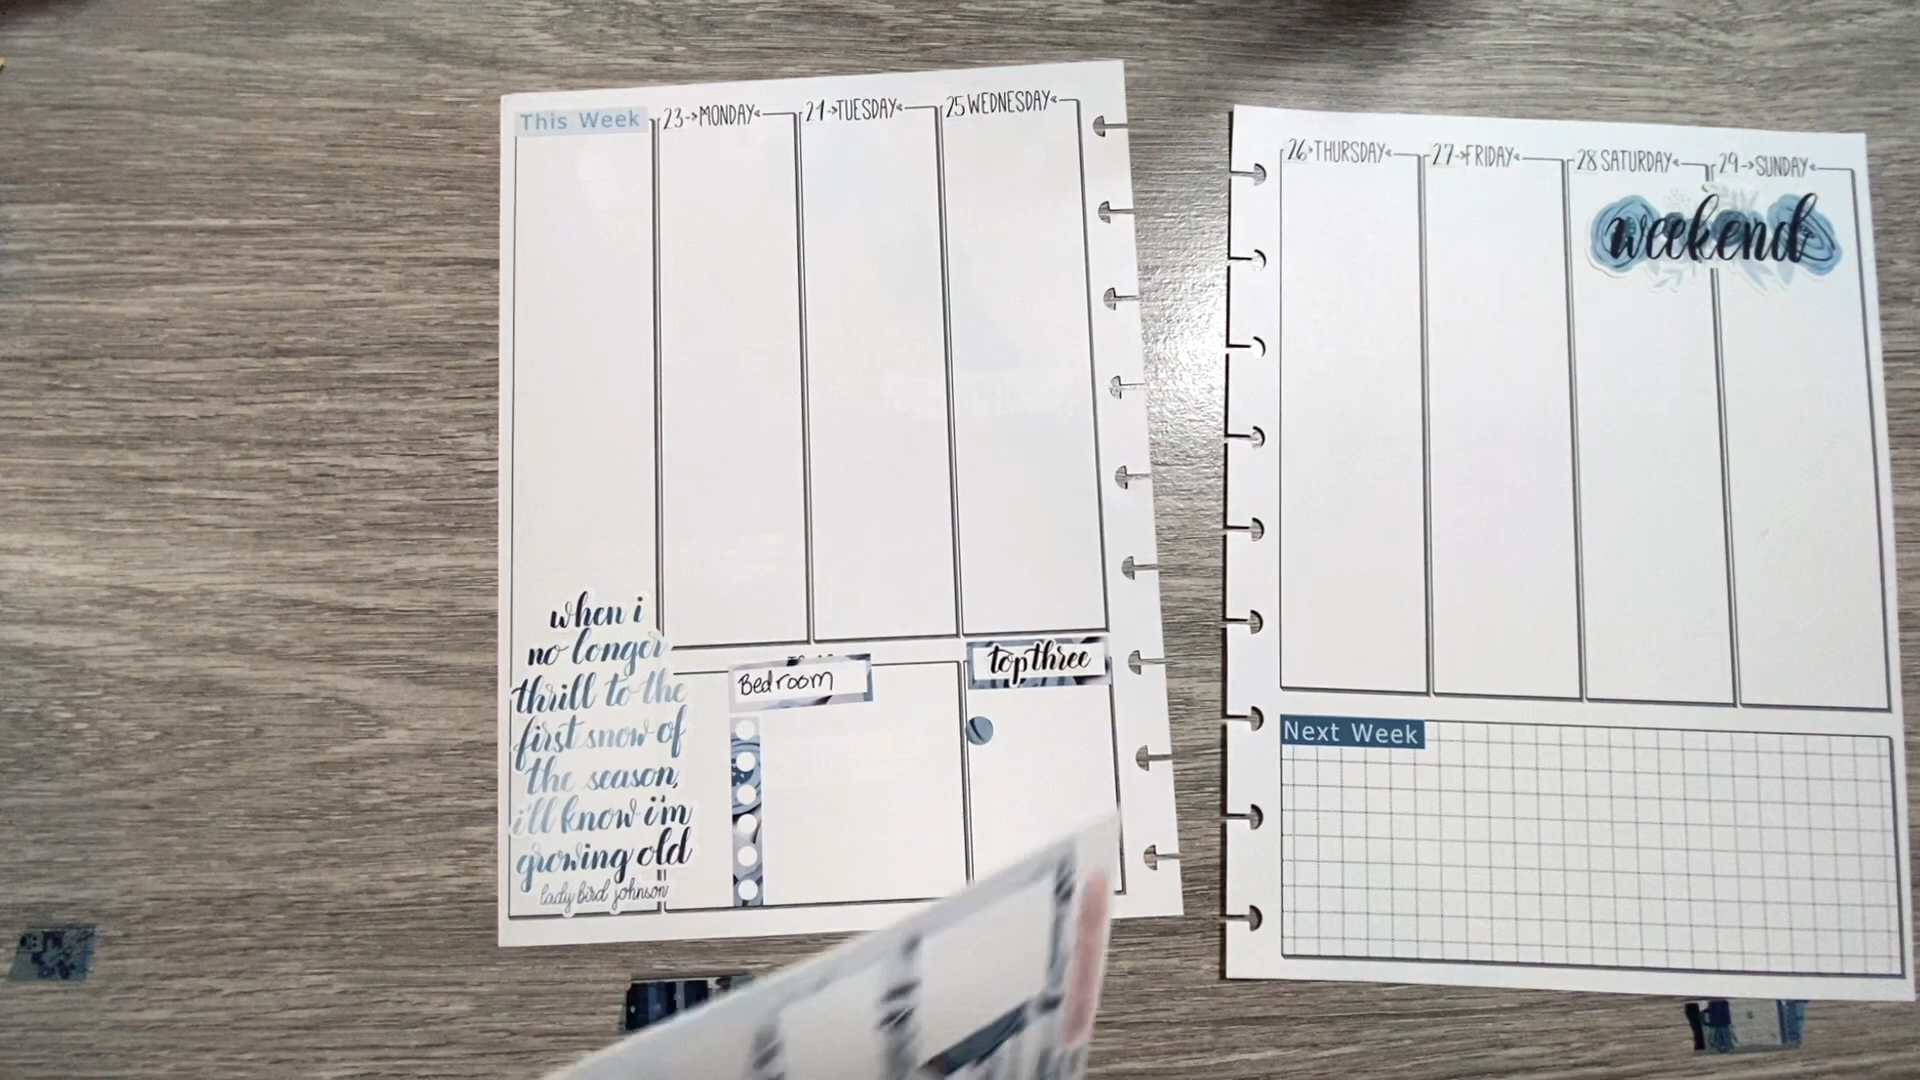 This Week
23->MONDAY<
24->TUESDAY<
25 WEDNESDAY<
when i
no longer
thrill to the
first snow of
the season,
i'll know i'm
growing old
lady bird johnson
Bedroom
top three
26>THURSDAY<
27->FRIDAY<
28 SATURDAY<
29->SUNDAY<
weekend
Next Week